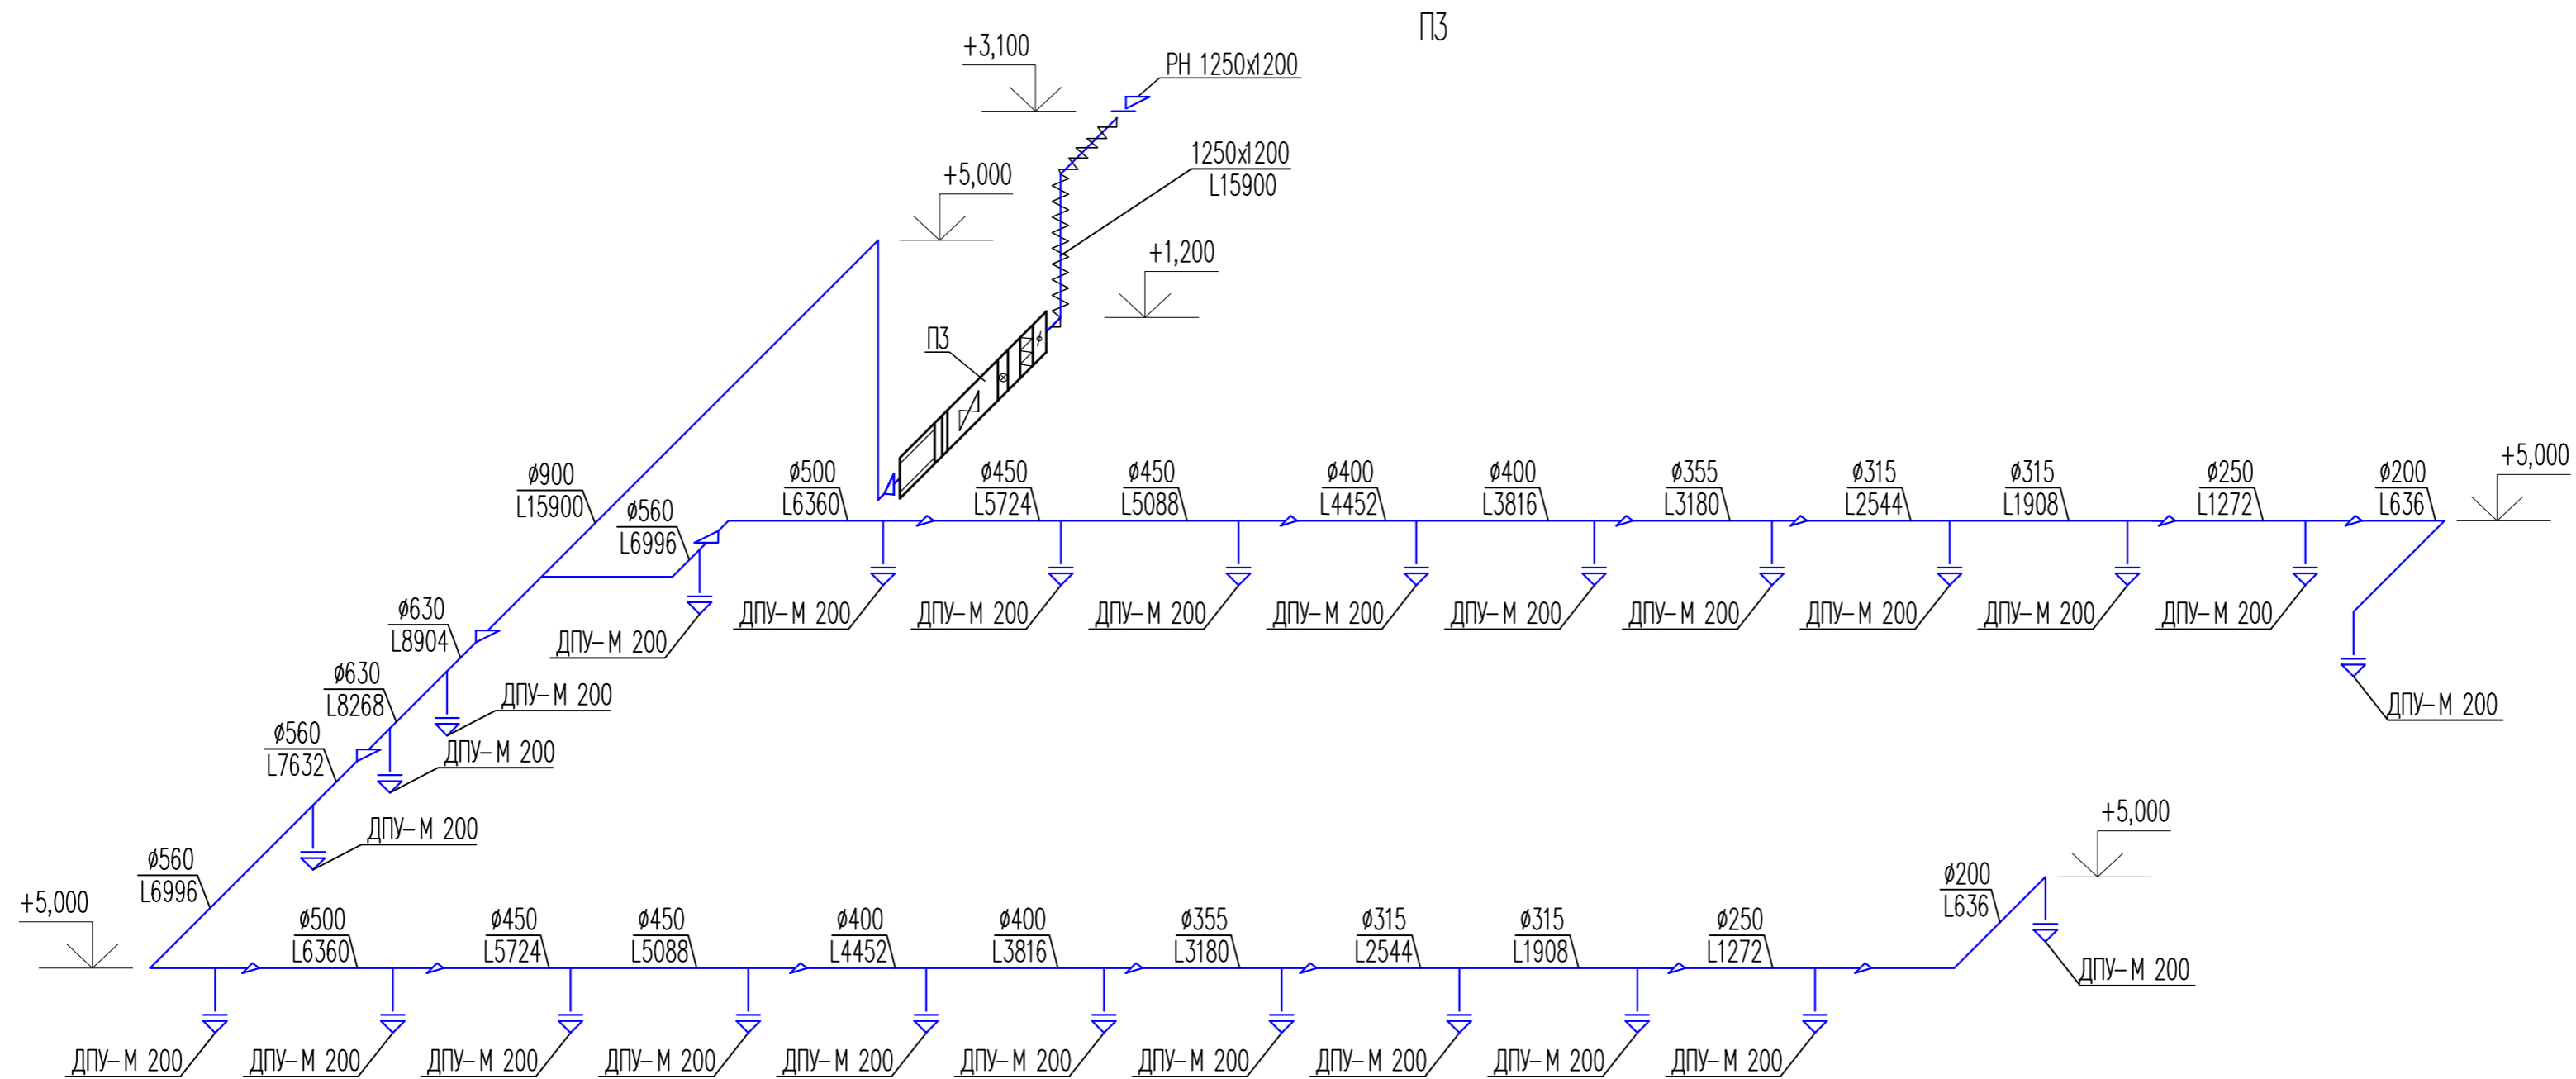 П3
+3,100
РН 1250х1200
1250х1200
L15900
+5,000
+1,200
П3
ø900
L15900
ø560
L6996
ø500
L6360
ø450
L5724
ø450
L5088
ø400
L4452
ø400
L3816
ø355
L3180
ø315
L2544
ø315
L1908
ø250
L1272
ø200
L636
+5,000
ДПУ-М 200
ДПУ-М 200
ДПУ-М 200
ДПУ-М 200
ДПУ-М 200
ДПУ-М 200
ДПУ-М 200
ДПУ-М 200
ДПУ-М 200
ДПУ-М 200
ДПУ-М 200
ø630
L8904
ø630
L8268
ø560
L7632
ДПУ-М 200
ДПУ-М 200
ДПУ-М 200
ø560
L6996
+5,000
ø500
L6360
ø450
L5724
ø450
L5088
ø400
L4452
ø400
L3816
ø355
L3180
ø315
L2544
ø315
L1908
ø250
L1272
ø200
L636
+5,000
ДПУ-М 200
ДПУ-М 200
ДПУ-М 200
ДПУ-М 200
ДПУ-М 200
ДПУ-М 200
ДПУ-М 200
ДПУ-М 200
ДПУ-М 200
ДПУ-М 200
ДПУ-М 200